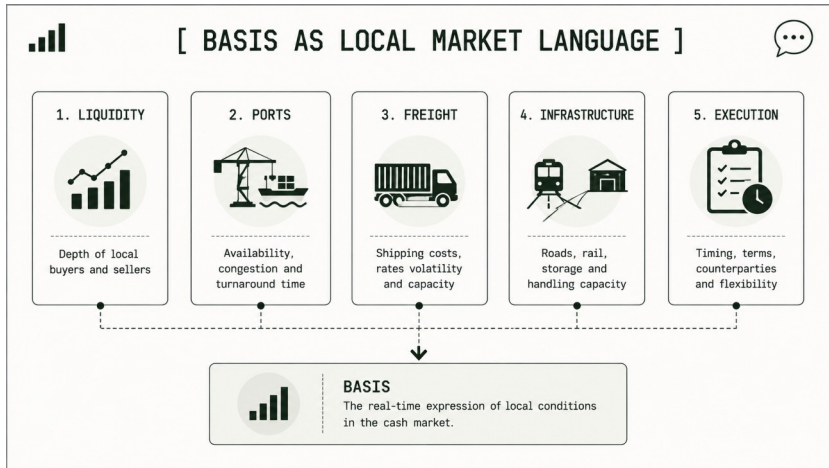 [ BASIS AS LOCAL MARKET LANGUAGE ]
1. LIQUIDITY
Depth of local
buyers and sellers
2. PORTS
Availability,
congestion and
turnaround time
3. FREIGHT
Shipping costs,
rates volatility
and capacity
4. INFRASTRUCTURE
Roads, rail,
storage and
handling capacity
5. EXECUTION
Timing, terms,
counterparties
and flexibility
BASIS
The real-time expression of local conditions
in the cash market.